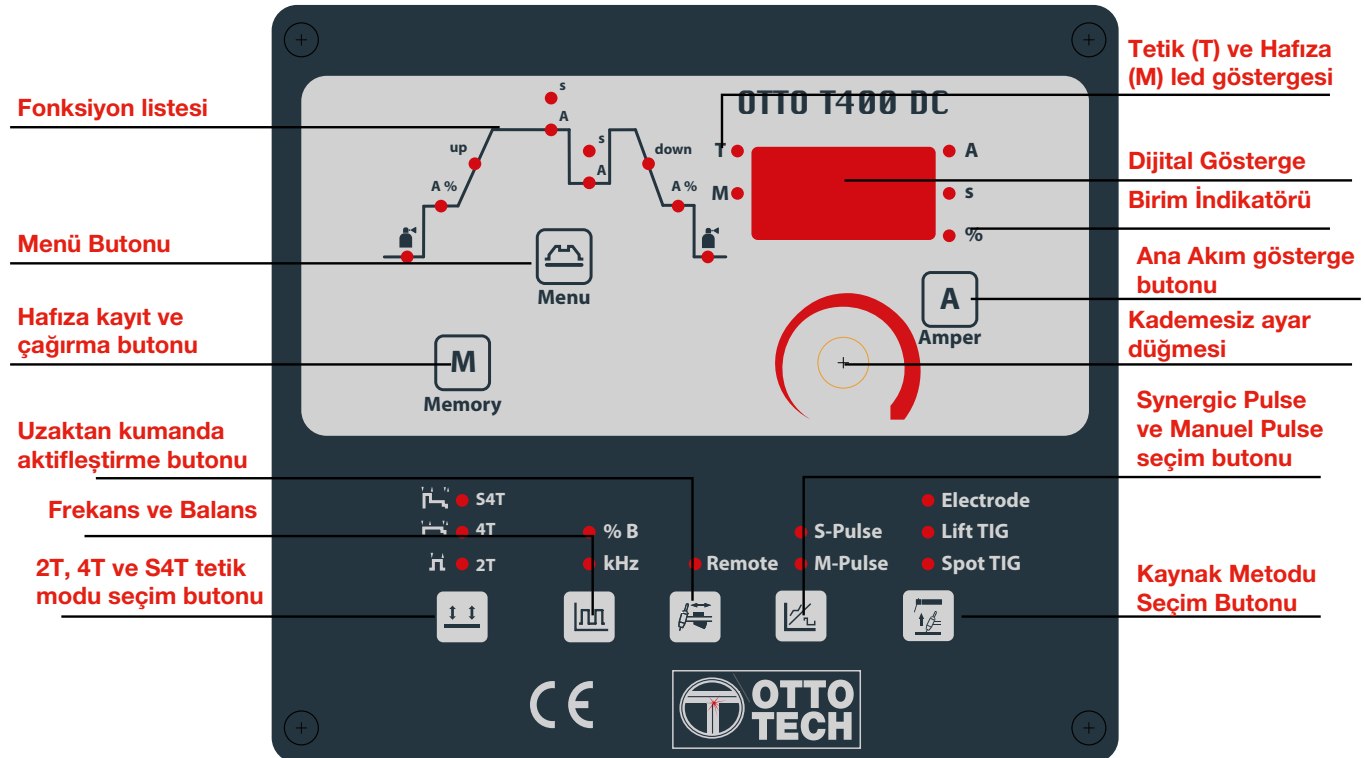 Fonksiyon listesi
Menü Butonu
Hafıza kayıt ve
çağırma butonu
Uzaktan kumanda
aktifleştirme butonu
Frekans ve Balans
2T, 4T ve S4T tetik
modu seçim butonu
OTTO T400 DC
s
A
up
s
A
down
A %
A %
T
M
A
s
%
Menu
A
Amper
M
Memory
S4T
4T
2T
% B
kHz
Remote
S-Pulse
M-Pulse
Electrode
Lift TIG
Spot TIG
CE
OTTO
TECH
Tetik (T) ve Hafıza
(M) led göstergesi
Dijital Gösterge
Birim İndikatörü
Ana Akım gösterge
butonu
Kademesiz ayar
düğmesi
Synergic Pulse
ve Manuel Pulse
seçim butonu
Kaynak Metodu
Seçim Butonu